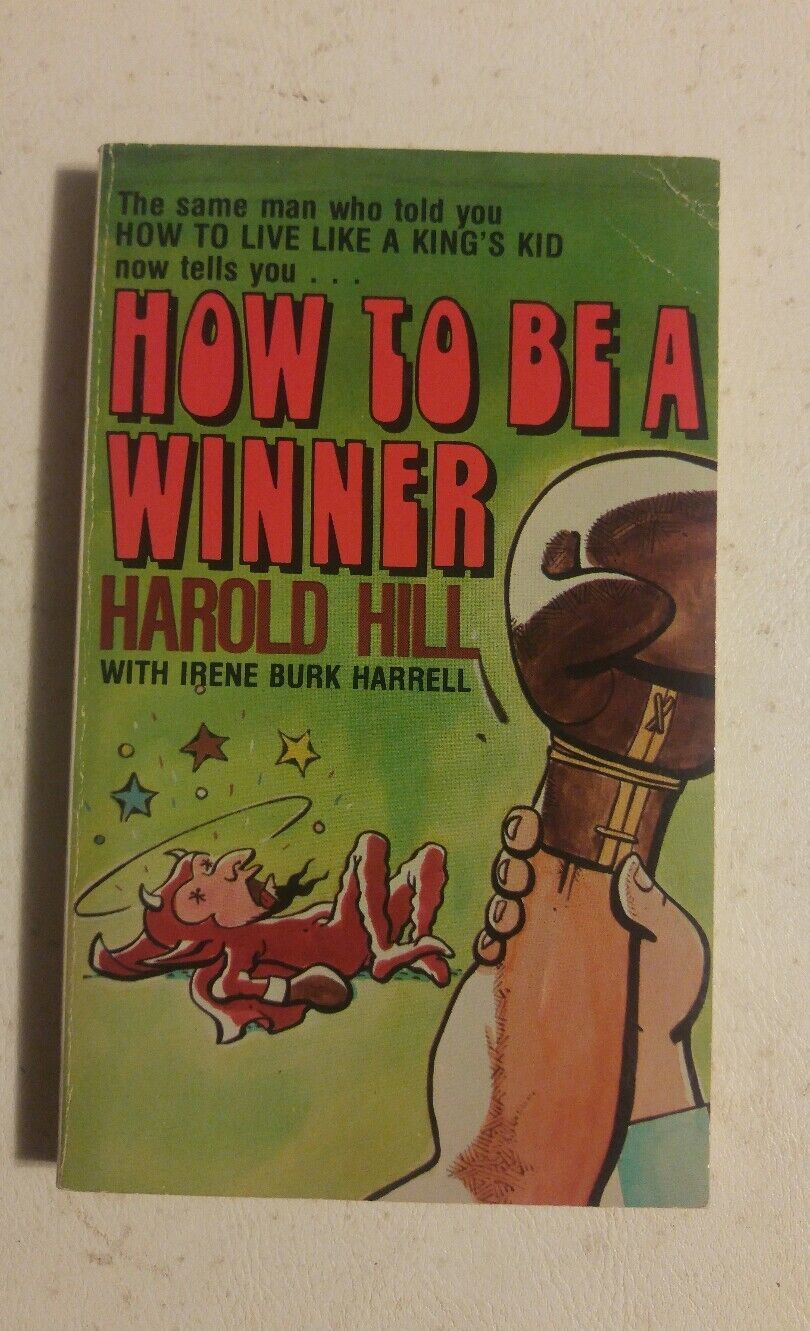 The same man who told you
HOW TO LIVE LIKE A KING'S KID
now tells you . . .
HOW TO BE A
WINNER
HAROLD HILL
WITH IRENE BURK HARRELL